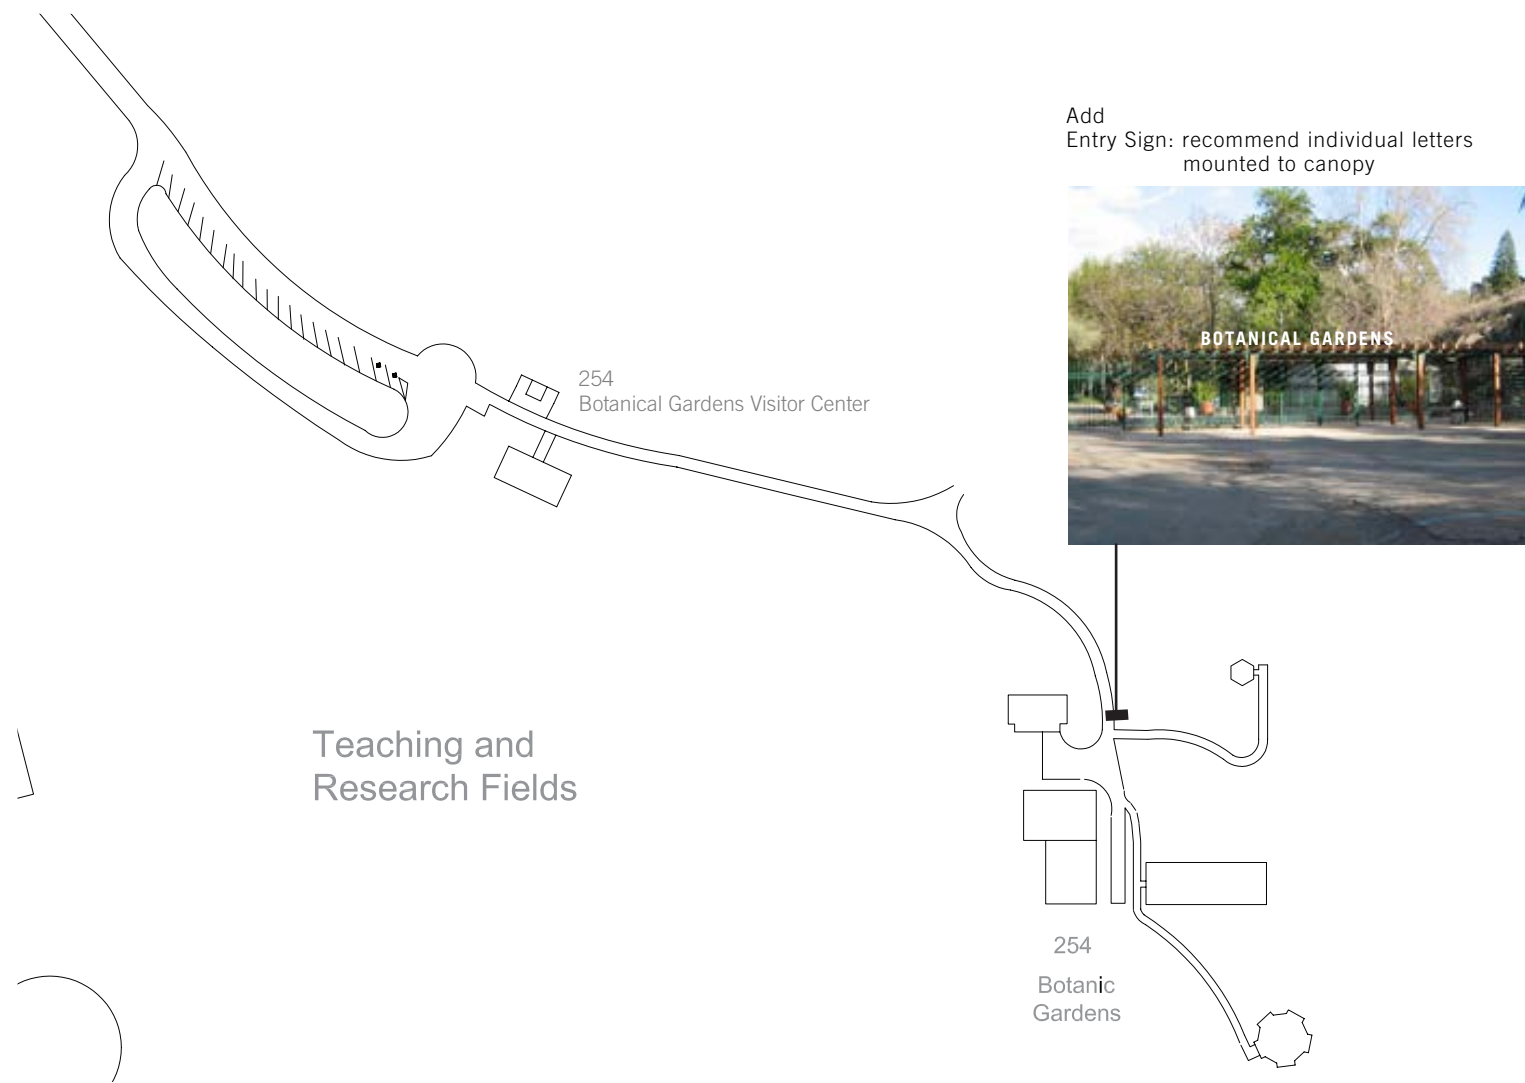 Add
Entry Sign: recommend individual letters
mounted to canopy
BOTANICAL GARDENS
254
Botanical Gardens Visitor Center
Teaching and
Research Fields
254
Botanic
Gardens